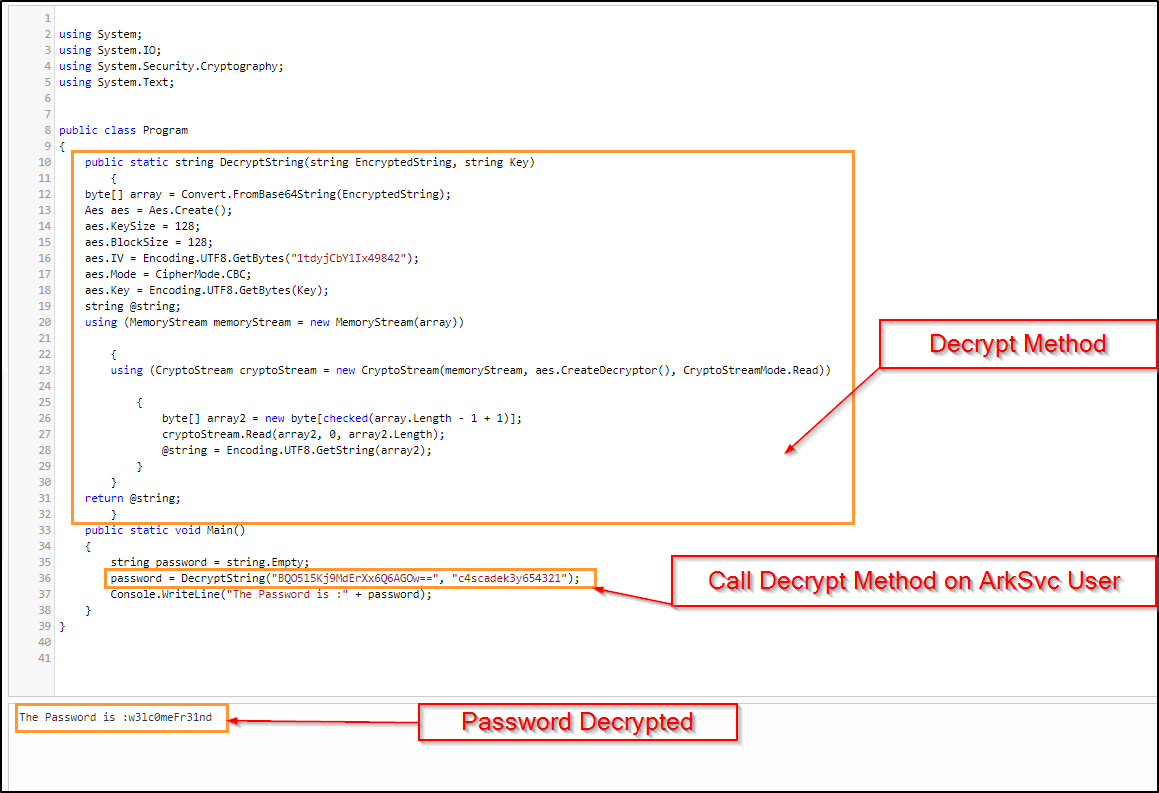 1
2 using System;
3 using System.IO;
4 using System.Security.Cryptography;
5 using System.Text;
6
7
8 public class Program
9 {
10 public static string DecryptString(string EncryptedString, string Key)
11 {
12 byte[] array = Convert.FromBase64String(EncryptedString);
13 Aes aes = Aes.Create();
14 aes.KeySize = 128;
15 aes.BlockSize = 128;
16 aes.IV = Encoding.UTF8.GetBytes("1tdyjCbY1Ix49842");
17 aes.Mode = CipherMode.CBC;
18 aes.Key = Encoding.UTF8.GetBytes(Key);
19 string @string;
20 using (MemoryStream memoryStream = new MemoryStream(array))
21
22 {
23 using (CryptoStream cryptoStream = new CryptoStream(memoryStream, aes.CreateDecryptor(), CryptoStreamMode.Read))
24
25 {
26 byte[] array2 = new byte[checked(array.Length - 1 + 1)];
27 cryptoStream.Read(array2, 0, array2.Length);
28 @string = Encoding.UTF8.GetString(array2);
29 }
30 }
31 return @string;
32 }
33 public static void Main()
34 {
35 string password = string.Empty;
36 password = DecryptString("BQO5l5Kj9MdErXx6Q6AGOw==", "c4scadek3y654321");
37 Console.WriteLine("The Password is :" + password);
38 }
39 }
40
41
Decrypt Method
Call Decrypt Method on ArkSvc User
The Password is :w3lc0meFr31nd
Password Decrypted